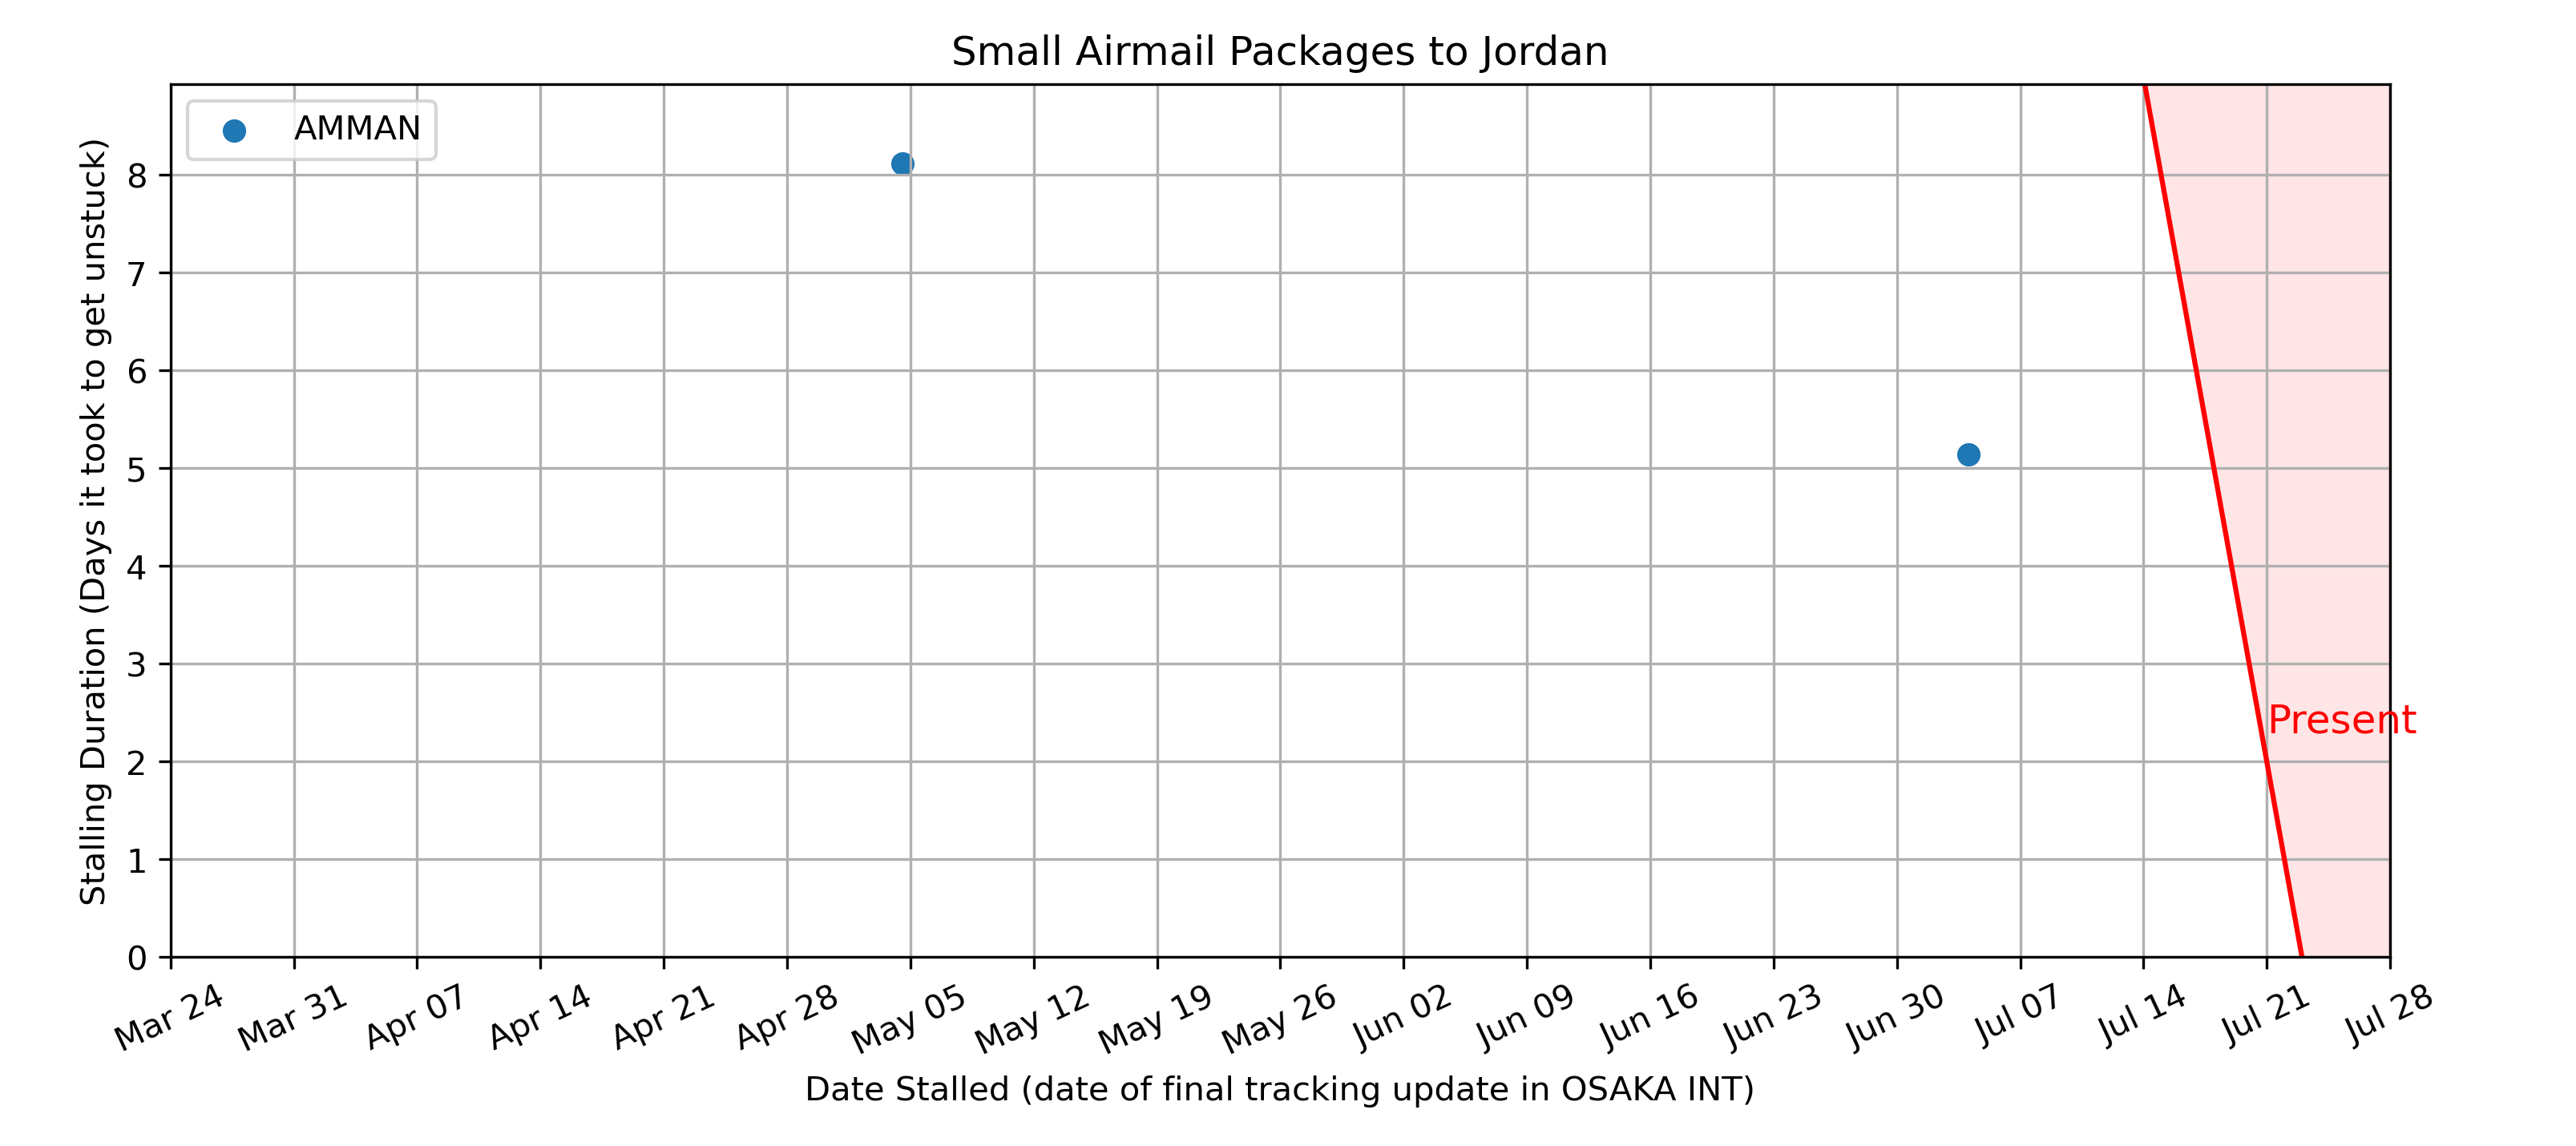 Small Airmail Packages to Jordan
AMMAN
Stalling Duration (Days it took to get unstuck)
8
7
6
5
4
3
2
1
0
Present
Mar 24
Mar 31
Apr 07
Apr 14
Apr 21
Apr 28
May 05
May 12
May 19
May 26
Jun 02
Jun 09
Jun 16
Jun 23
Jun 30
Jul 07
Jul 14
Jul 21
Jul 28
Date Stalled (date of final tracking update in OSAKA INT)